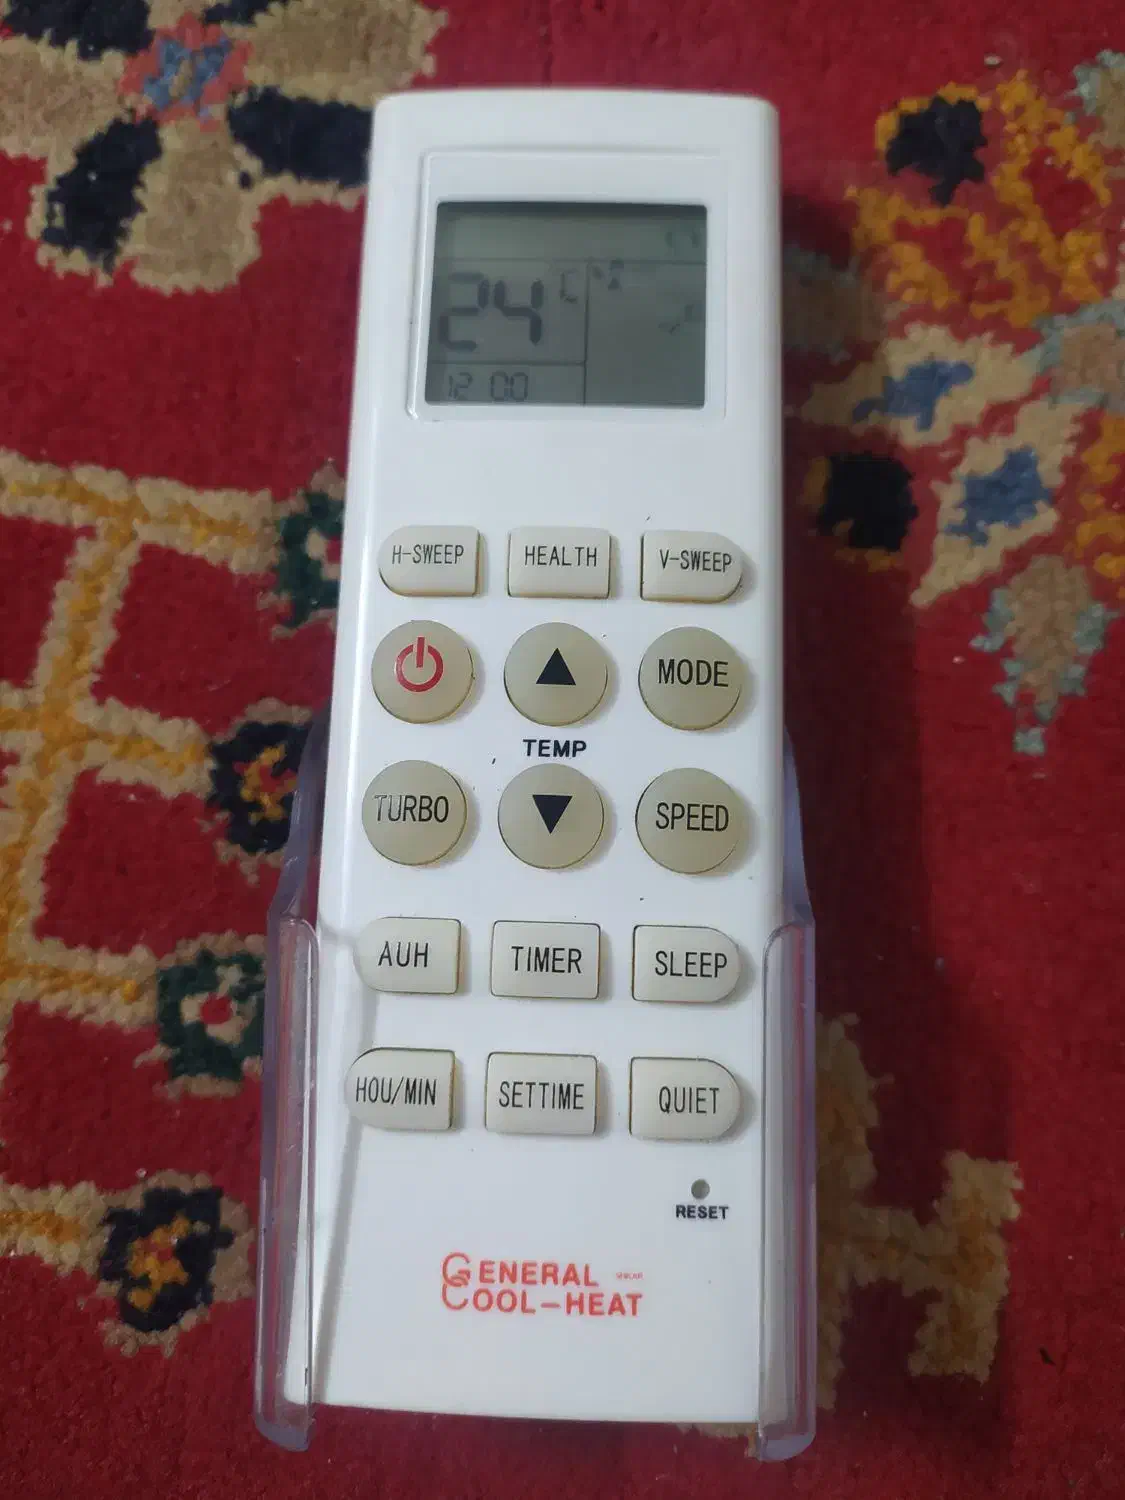 24 C
12 00
H-SWEEP HEALTH V-SWEEP
MODE
TEMP
TURBO SPEED
AUH TIMER SLEEP
HOU/MIN SETTIME QUIET
RESET
GENERAL
COOL-HEAT